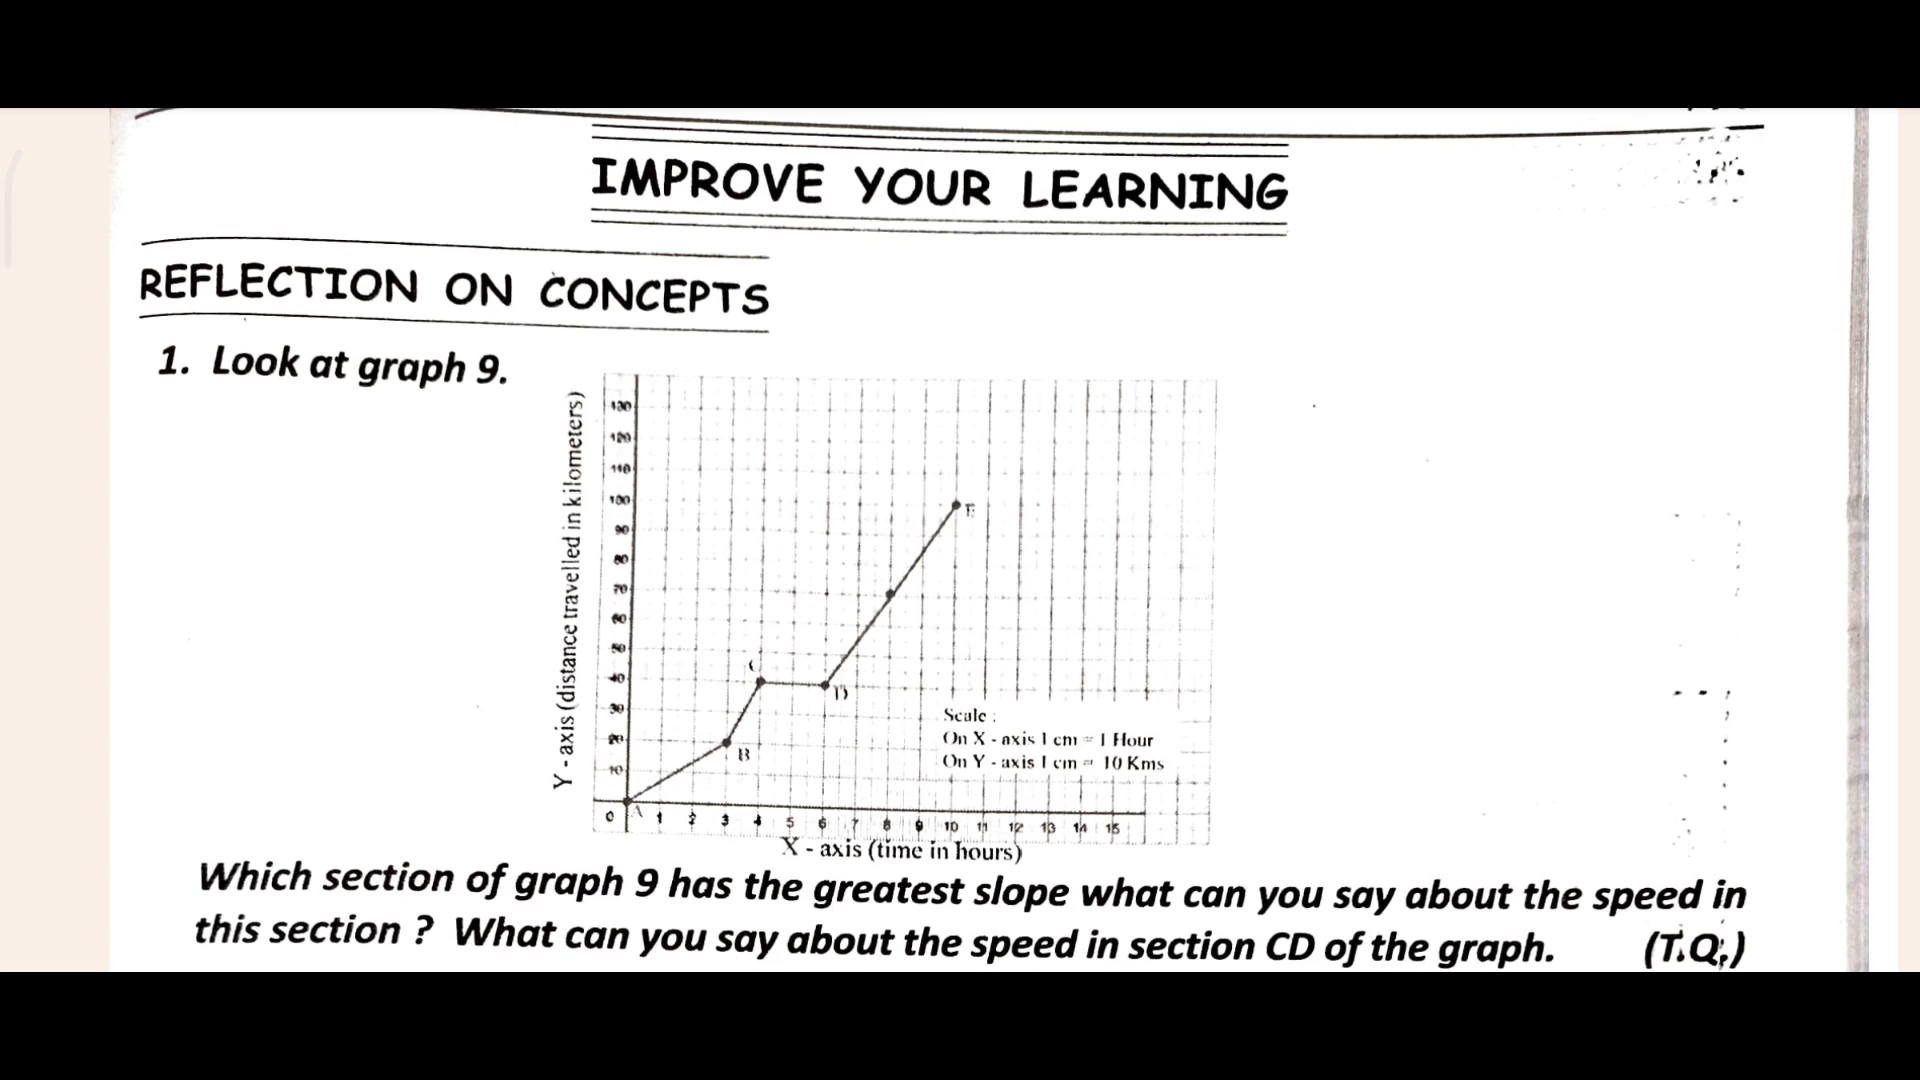 IMPROVE YOUR LEARNING
REFLECTION ON CONCEPTS
1. Look at graph 9.
Y - axis (distance travelled in kilometers)
130
120
110
100
90
80
70
60
50
40
30
20
10
E
C
D
B
A
Scale :
On X - axis 1 cm = 1 Hour
On Y - axis 1 cm = 10 Kms
0 1 2 3 4 5 6 7 8 9 10 11 12 13 14 15
X - axis (time in hours)
Which section of graph 9 has the greatest slope what can you say about the speed in
this section ? What can you say about the speed in section CD of the graph. (T.Q.)